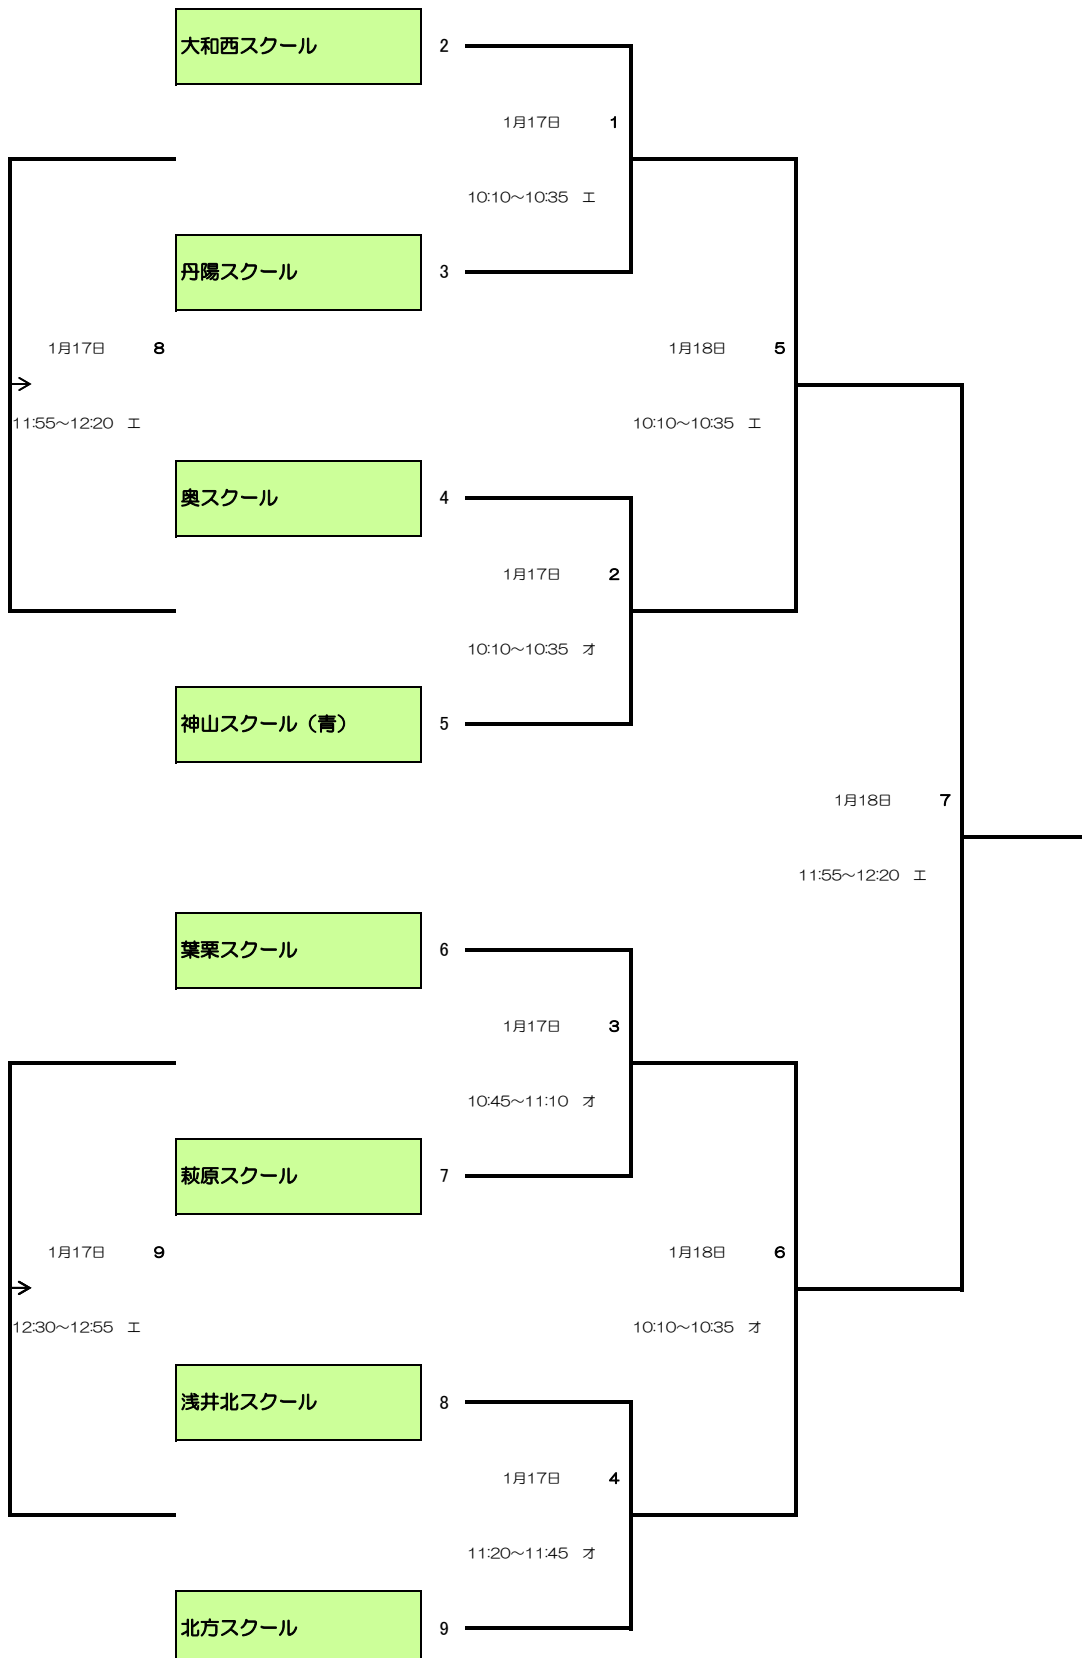 大和西スクール 2
1月17日 1
10:10～10:35 エ
丹陽スクール 3
1月17日 8 1月18日 5
11:55～12:20 エ 10:10～10:35 エ
奥スクール 4
1月17日 2
10:10～10:35 オ
神山スクール（青） 5
1月18日 7
11:55～12:20 エ
葉栗スクール 6
1月17日 3
10:45～11:10 オ
萩原スクール 7
1月17日 9 1月18日 6
12:30～12:55 エ 10:10～10:35 オ
浅井北スクール 8
1月17日 4
11:20～11:45 オ
北方スクール 9